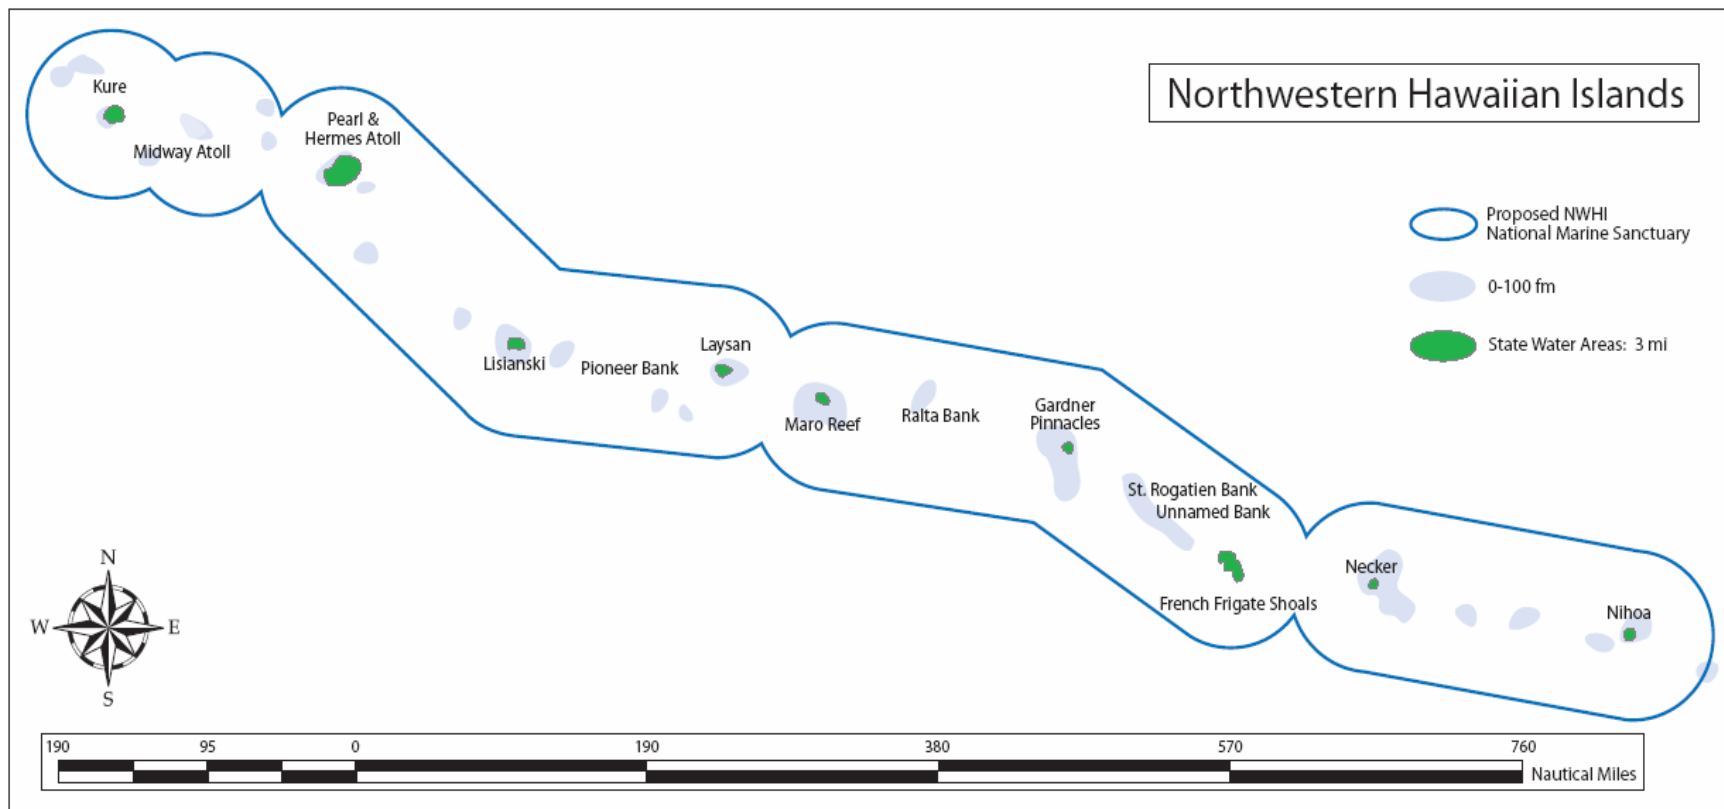 Northwestern Hawaiian Islands
Kure
Midway Atoll
Pearl &
Hermes Atoll
Proposed NWHI
National Marine Sanctuary
0-100 fm
State Water Areas: 3 mi
Lisianski
Pioneer Bank
Laysan
Maro Reef
Ralta Bank
Gardner
Pinnacles
St. Rogatien Bank
Unnamed Bank
French Frigate Shoals
Necker
Nihoa
N
W E
S
190 95 0 190 380 570 760
Nautical Miles